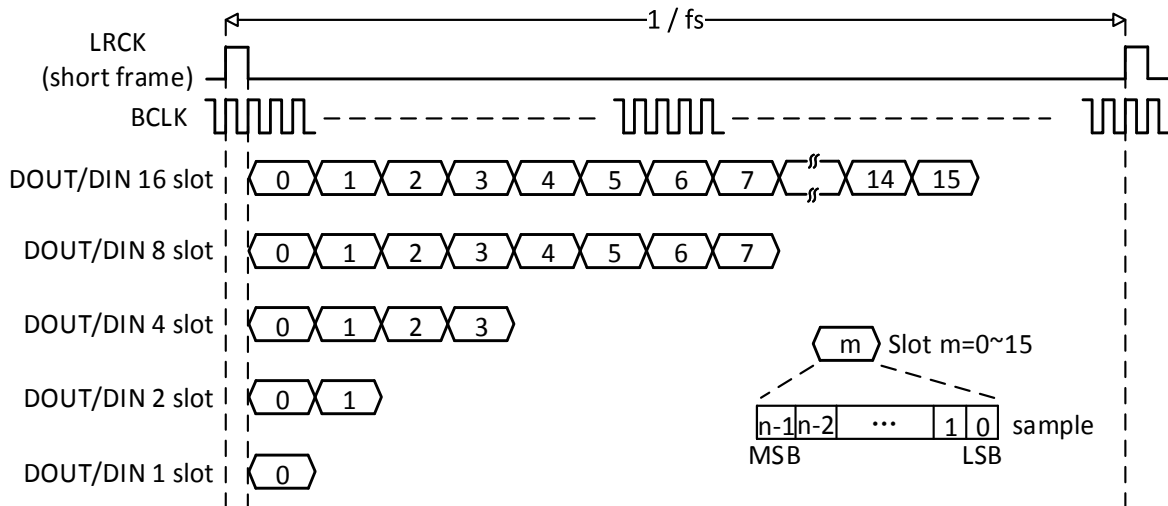 1 / fs
LRCK
(short frame)
BCLK
DOUT/DIN 16 slot 0 1 2 3 4 5 6 7 14 15
DOUT/DIN 8 slot 0 1 2 3 4 5 6 7
DOUT/DIN 4 slot 0 1 2 3
m Slot m=0~15
DOUT/DIN 2 slot 0 1
n-1 n-2 ... 1 0 sample
MSB LSB
DOUT/DIN 1 slot 0